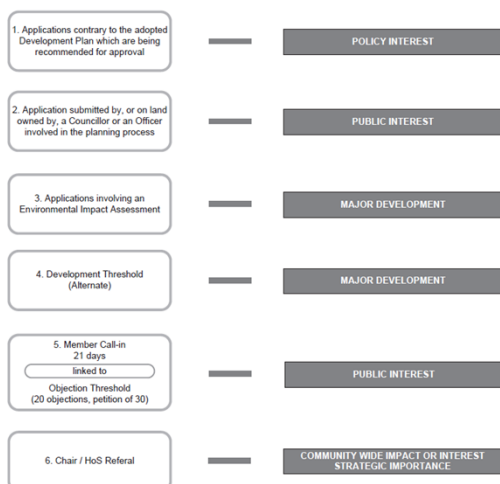 1. Applications contrary to the adopted
Development Plan which are being
recommended for approval
POLICY INTEREST
2. Application submitted by, or on land
owned by, a Councillor or an Officer
involved in the planning process
PUBLIC INTEREST
3. Applications involving an
Environmental Impact Assessment
MAJOR DEVELOPMENT
4. Development Threshold
(Alternate)
MAJOR DEVELOPMENT
5. Member Call-in
21 days
linked to
Objection Threshold
(20 objections, petition of 30)
PUBLIC INTEREST
6. Chair / HoS Referal
COMMUNITY WIDE IMPACT OR INTEREST
STRATEGIC IMPORTANCE